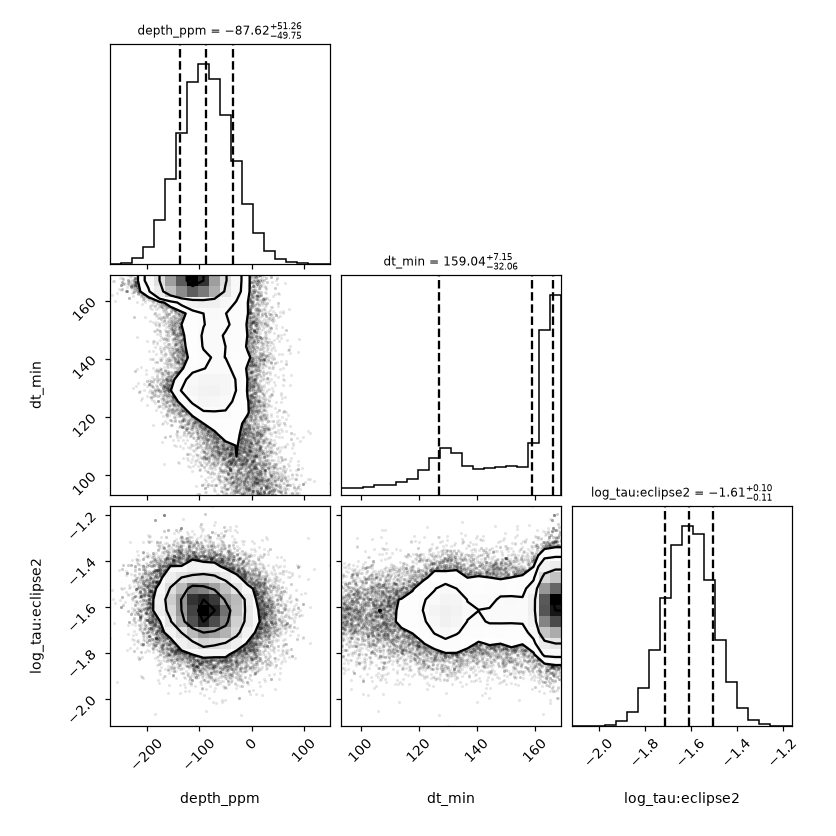 depth_ppm = −87.62+51.26−49.75
160
140
120
100
dt_min
dt_min = 159.04+7.15−32.06
−1.2
−1.4
−1.6
−1.8
−2.0
log_tau:eclipse2
log_tau:eclipse2 = −1.61+0.10−0.11
−200
−100
0
100
depth_ppm
100
120
140
160
dt_min
−2.0
−1.8
−1.6
−1.4
−1.2
log_tau:eclipse2